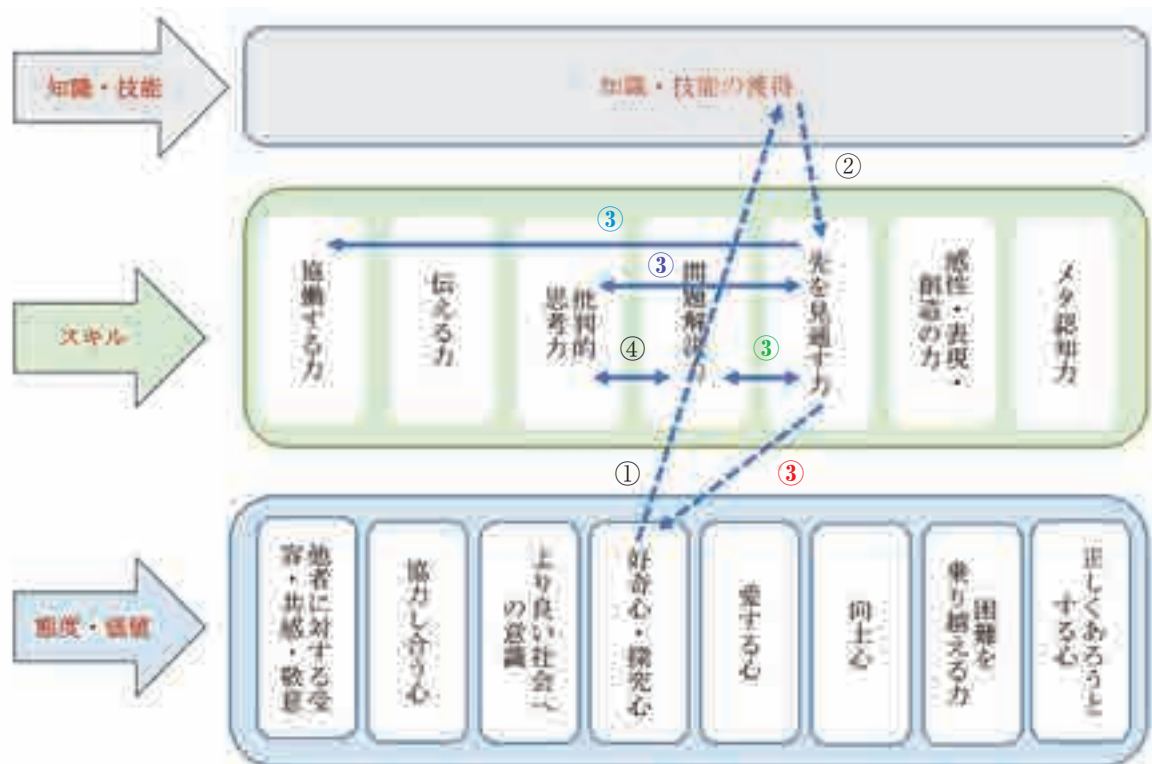 知識・技能
知識・技能の獲得
②
スキル
協働する力
伝える力
批判的
思考力
問題解決力
先を見通す力
感性・表現・
創造の力
メタ認知力
③
③
④
③
①
③
態度・価値
他者に対する受
容・共感・敬意
協力し合う心
より良い社会へ
の意識
好奇心・探究心
愛する心
向上心
困難を
乗り越える力
正しくあろうと
する心